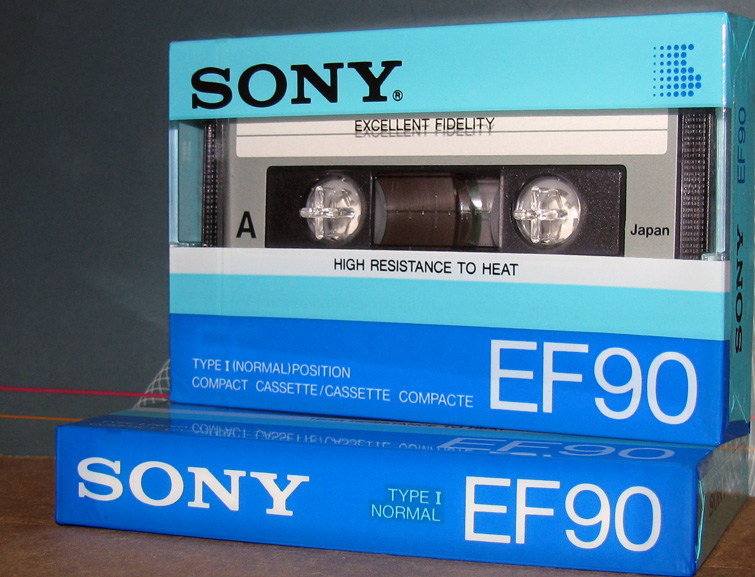 SONY®
EXCELLENT FIDELITY
A
Japan
HIGH RESISTANCE TO HEAT
TYPE I (NORMAL) POSITION
COMPACT CASSETTE/CASSETTE COMPACTE
EF90
SONY EF90
SONY
TYPE I
NORMAL
EF90